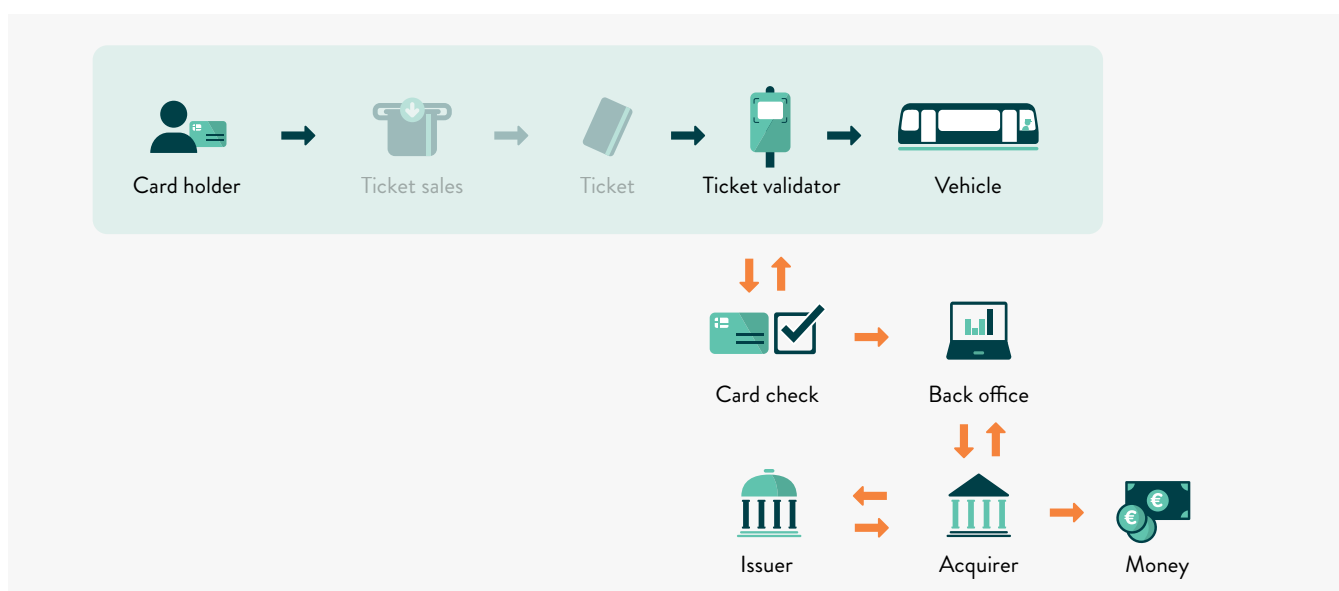 Card holder
Ticket sales
Ticket
Ticket validator
Vehicle
Card check
Back office
€
€
Issuer
Acquirer
Money